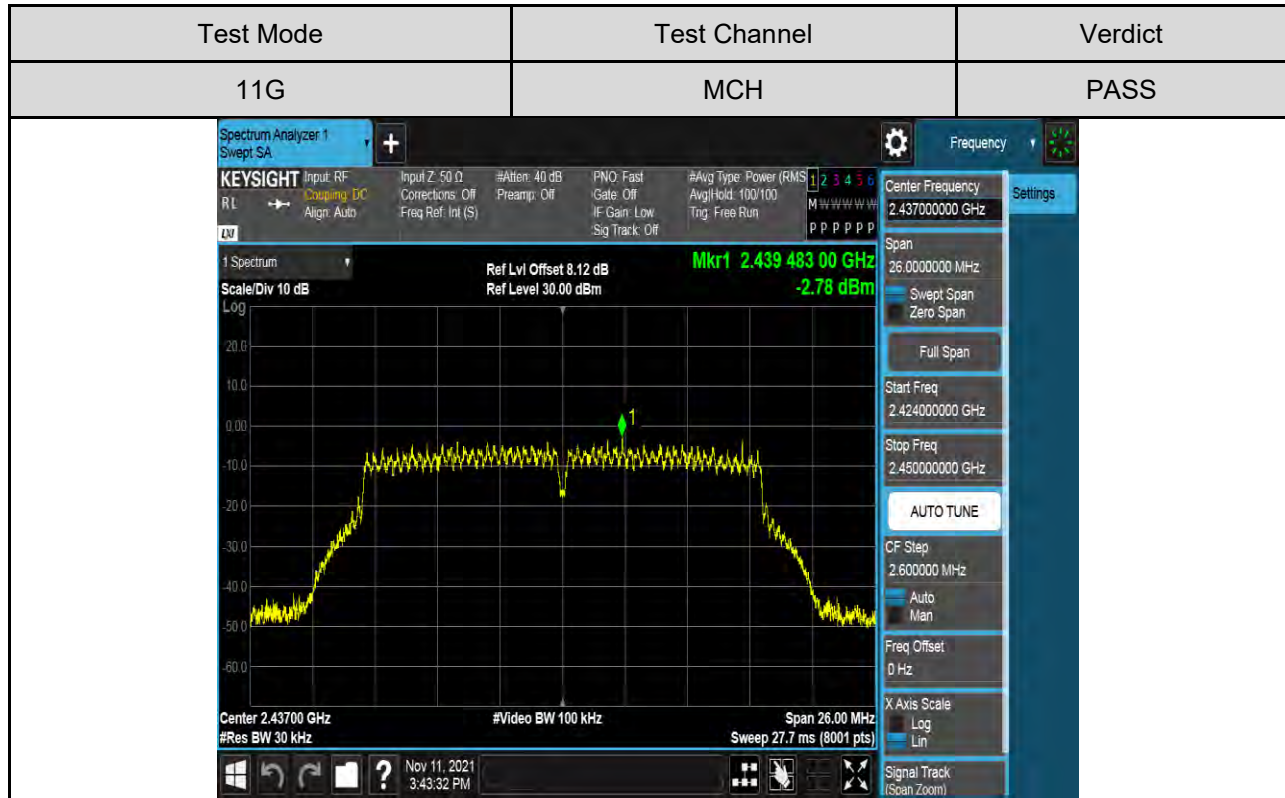 Test Mode Test Channel Verdict
11G MCH PASS
Spectrum Analyzer 1
Swept SA
+
Frequency
KEYSIGHT
RL
LXI
Input: RF
Coupling: DC
Align: Auto
Input Z: 50 Ω
Corrections: Off
Freq Ref: Int (S)
#Atten: 40 dB
Preamp: Off
PNO: Fast
Gate: Off
IF Gain: Low
Sig Track: Off
#Avg Type: Power (RMS
Avg|Hold: 100/100
Trig: Free Run
1 2 3 4 5 6
M W W W W W
P P P P P P
1 Spectrum
Scale/Div 10 dB
Ref Lvl Offset 8.12 dB
Ref Level 30.00 dBm
Mkr1 2.439 483 00 GHz
-2.78 dBm
Log
20.0
10.0
0.00
-10.0
-20.0
-30.0
-40.0
-50.0
-60.0
1
Center 2.43700 GHz
#Res BW 30 kHz
#Video BW 100 kHz
Span 26.00 MHz
Sweep 27.7 ms (8001 pts)
?
Nov 11, 2021
3:43:32 PM
Center Frequency
2.437000000 GHz
Settings
Span
26.0000000 MHz
Swept Span
Zero Span
Full Span
Start Freq
2.424000000 GHz
Stop Freq
2.450000000 GHz
AUTO TUNE
CF Step
2.600000 MHz
Auto
Man
Freq Offset
0 Hz
X Axis Scale
Log
Lin
Signal Track
(Span Zoom)